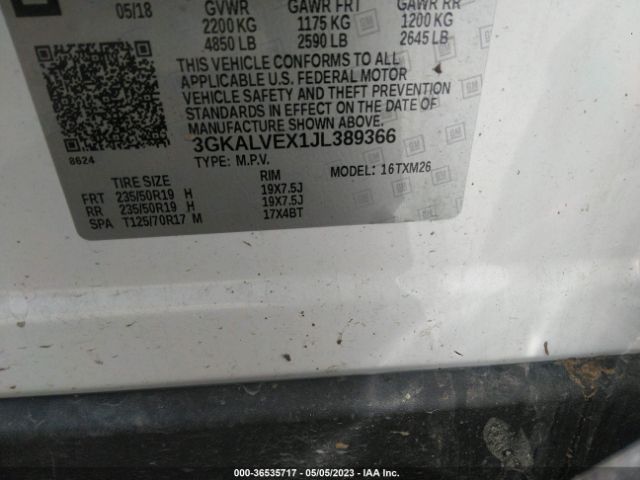 05/18 GVWR GAWR FRT GAWR RR
2200 KG 1175 KG 1200 KG
4850 LB 2590 LB 2645 LB
THIS VEHICLE CONFORMS TO ALL
APPLICABLE U.S. FEDERAL MOTOR
VEHICLE SAFETY AND THEFT PREVENTION
STANDARDS IN EFFECT ON THE DATE OF
MANUFACTURE SHOWN ABOVE.
3GKALVEX1JL389366
8624 TYPE: M.P.V. MODEL: 16TXM26
TIRE SIZE RIM
FRT 235/50R19 H 19X7.5J
RR 235/50R19 H 19X7.5J
SPA T125/70R17 M 17X4BT
GM
000-36535717 - 05/05/2023 - IAA Inc.